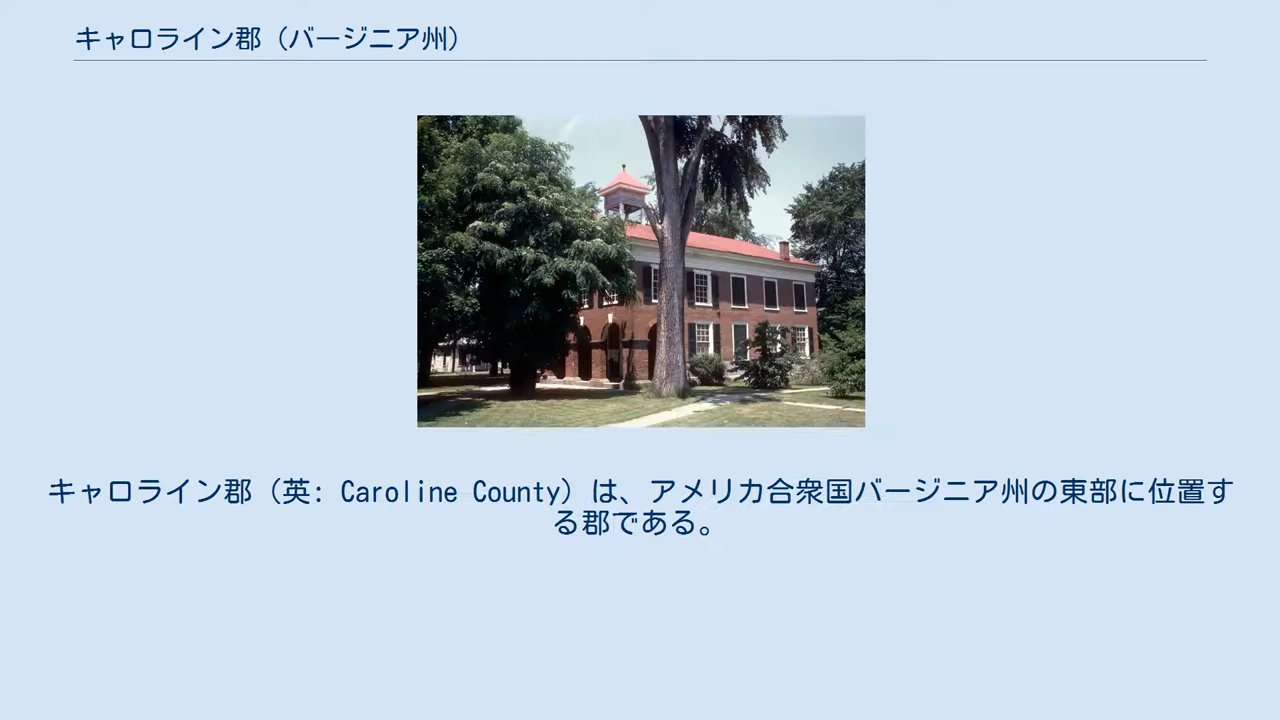 キャロライン郡（バージニア州）
キャロライン郡（英: Caroline County）は、アメリカ合衆国バージニア州の東部に位置す
る郡である。